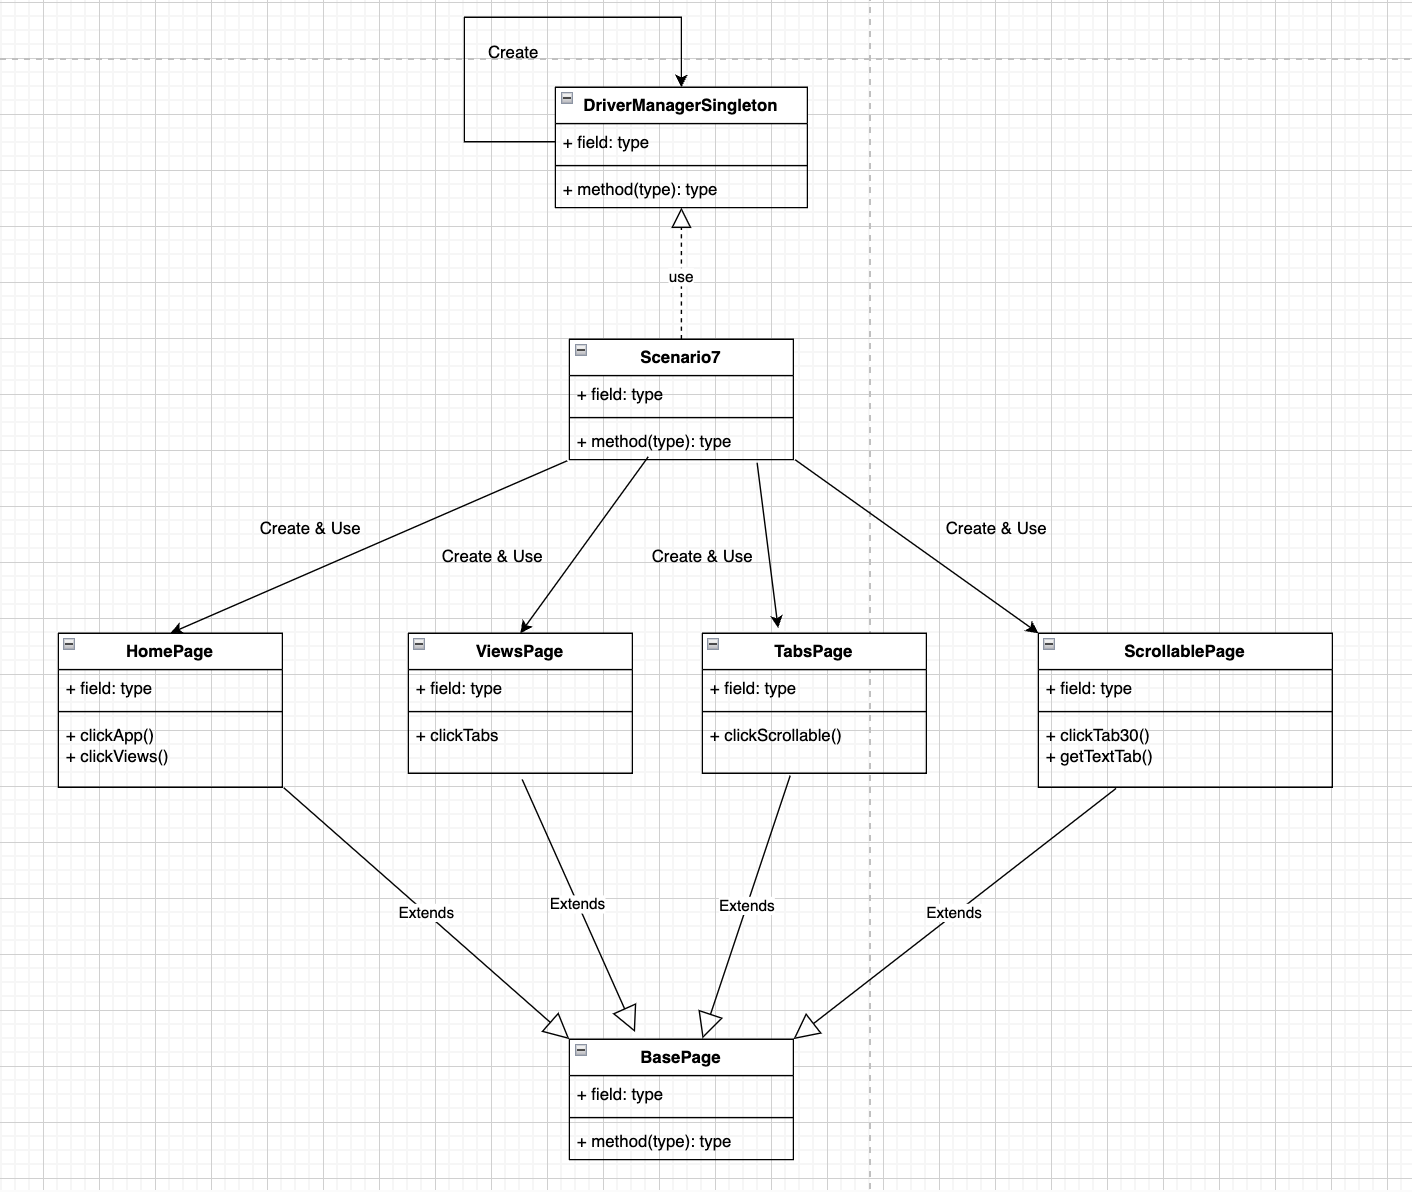 Create
DriverManagerSingleton
+ field: type
+ method(type): type
use
Scenario7
+ field: type
+ method(type): type
Create & Use
Create & Use
Create & Use
Create & Use
HomePage
+ field: type
+ clickApp()
+ clickViews()
ViewsPage
+ field: type
+ clickTabs
TabsPage
+ field: type
+ clickScrollable()
ScrollablePage
+ field: type
+ clickTab30()
+ getTextTab()
Extends
Extends
Extends
Extends
BasePage
+ field: type
+ method(type): type